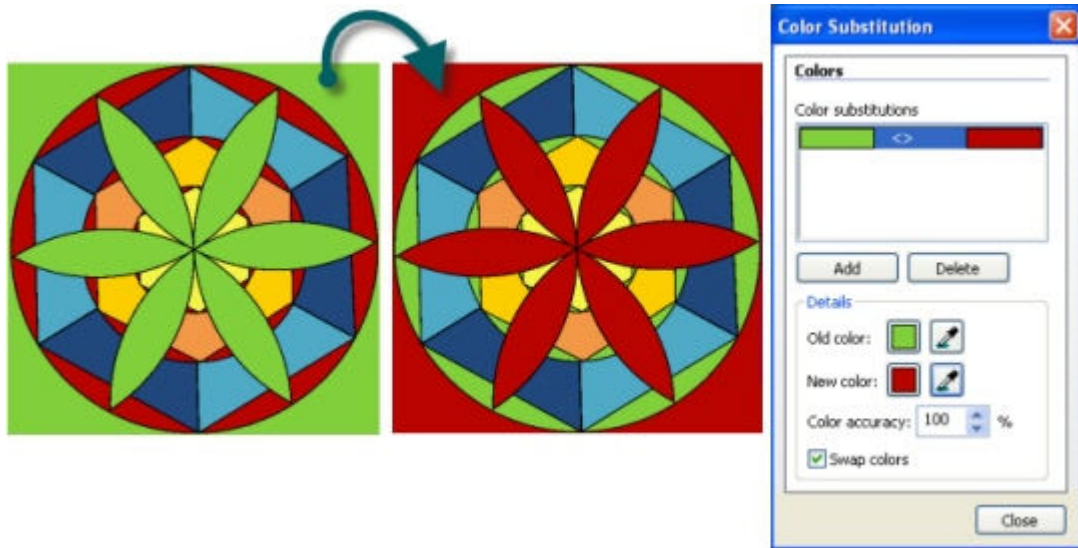 Color Substitution
Colors
Color substitutions
<>
Add Delete
Details
Old color:
New color:
Color accuracy: 100 %
Swap colors
Close